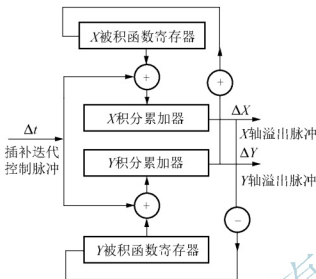 X被积函数寄存器
+
+
X积分累加器
ΔX
X轴溢出脉冲
Δt
插补迭代
控制脉冲
Y积分累加器
ΔY
Y轴溢出脉冲
+
−
Y被积函数寄存器